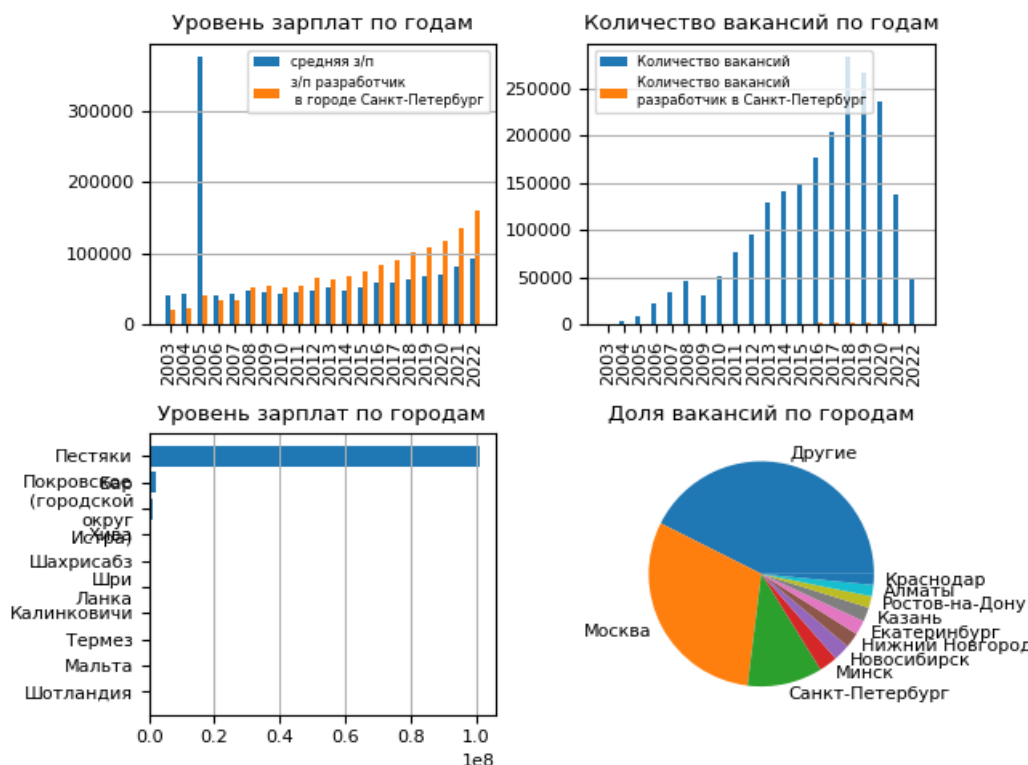 Уровень зарплат по годам
средняя з/п
з/п разработчик
в городе Санкт-Петербург
300000
200000
100000
0
2003
2004
2005
2006
2007
2008
2009
2010
2011
2012
2013
2014
2015
2016
2017
2018
2019
2020
2021
2022
Количество вакансий по годам
Количество вакансий
Количество вакансий
разработчик в Санкт-Петербург
250000
200000
150000
100000
50000
0
2003
2004
2005
2006
2007
2008
2009
2010
2011
2012
2013
2014
2015
2016
2017
2018
2019
2020
2021
2022
Уровень зарплат по городам
Пестяки
Бар
Покровское
(городской
округ
Истра)
Хива
Шахрисабз
Шри
Ланка
Калинковичи
Термез
Мальта
Шотландия
0.0
0.2
0.4
0.6
0.8
1.0
1e8
Доля вакансий по городам
Другие
Москва
Санкт-Петербург
Минск
Новосибирск
Нижний Новгород
Екатеринбург
Казань
Ростов-на-Дону
Алматы
Краснодар